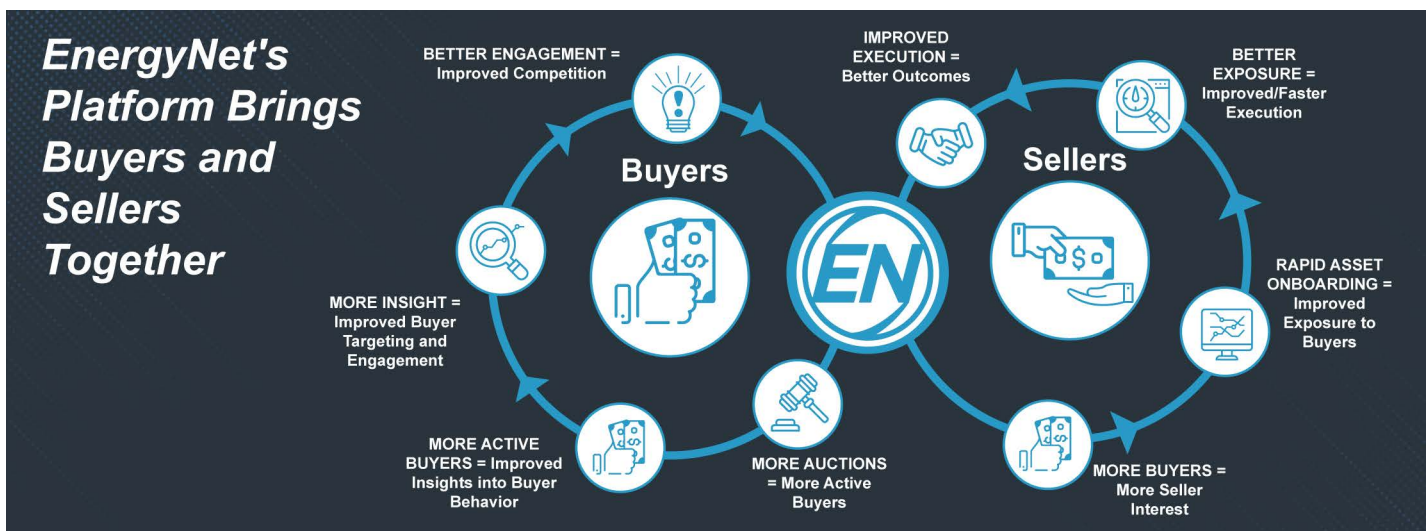 EnergyNet's
Platform Brings
Buyers and
Sellers
Together
BETTER ENGAGEMENT =
Improved Competition
Buyers
MORE INSIGHT =
Improved Buyer
Targeting and
Engagement
MORE ACTIVE
BUYERS = Improved
Insights into Buyer
Behavior
MORE AUCTIONS
= More Active
Buyers
EN
IMPROVED
EXECUTION =
Better Outcomes
Sellers
BETTER
EXPOSURE =
Improved/Faster
Execution
RAPID ASSET
ONBOARDING =
Improved
Exposure to
Buyers
MORE BUYERS =
More Seller
Interest